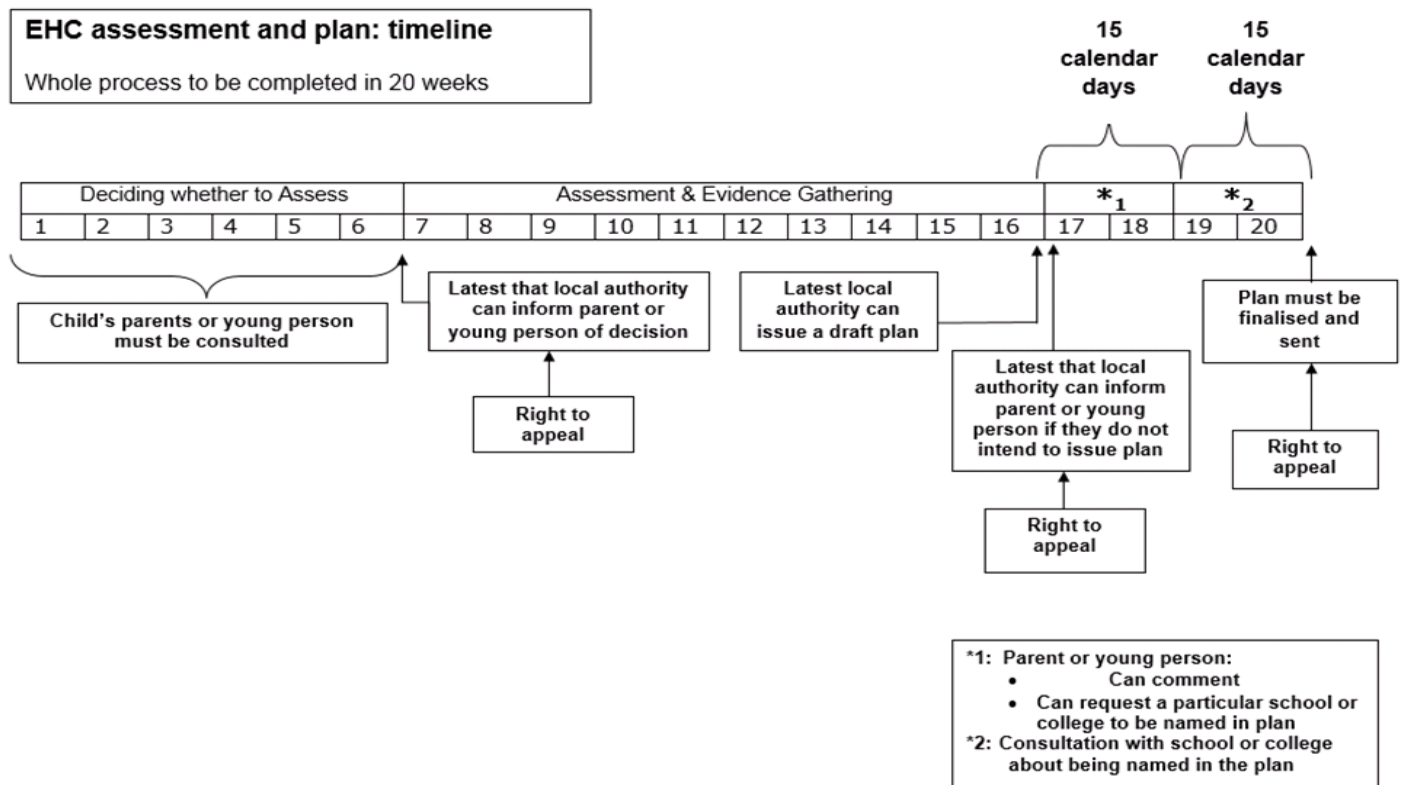 EHC assessment and plan: timeline
Whole process to be completed in 20 weeks
15
calendar
days
15
calendar
days
Deciding whether to Assess
Assessment & Evidence Gathering
*1
*2
1 2 3 4 5 6 7 8 9 10 11 12 13 14 15 16 17 18 19 20
Child's parents or young person
must be consulted
Latest that local authority
can inform parent or
young person of decision
Right to
appeal
Latest local
authority can
issue a draft plan
Latest that local
authority can inform
parent or young
person if they do not
intend to issue plan
Right to
appeal
Plan must be
finalised and
sent
Right to
appeal
*1: Parent or young person:
• Can comment
• Can request a particular school or
college to be named in plan
*2: Consultation with school or college
about being named in the plan